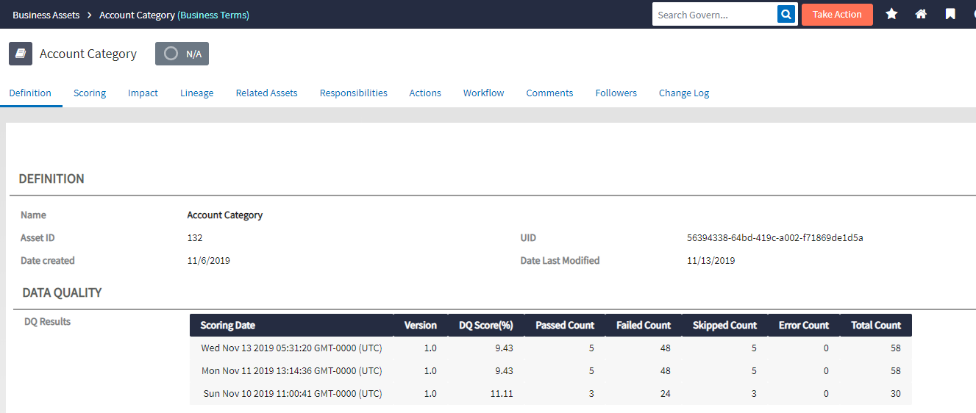 Business Assets > Account Category (Business Terms) Search Govern... Take Action
Account Category N/A
Definition Scoring Impact Lineage Related Assets Responsibilities Actions Workflow Comments Followers Change Log
DEFINITION
Name Account Category
Asset ID 132 UID 56394338-64bd-419c-a002-f71869de1d5a
Date created 11/6/2019 Date Last Modified 11/13/2019
DATA QUALITY
DQ Results
Scoring Date Version DQ Score(%) Passed Count Failed Count Skipped Count Error Count Total Count
Wed Nov 13 2019 05:31:20 GMT-0000 (UTC) 1.0 9.43 5 48 5 0 58
Mon Nov 11 2019 13:14:36 GMT-0000 (UTC) 1.0 9.43 5 48 5 0 58
Sun Nov 10 2019 11:00:41 GMT-0000 (UTC) 1.0 11.11 3 24 3 0 30